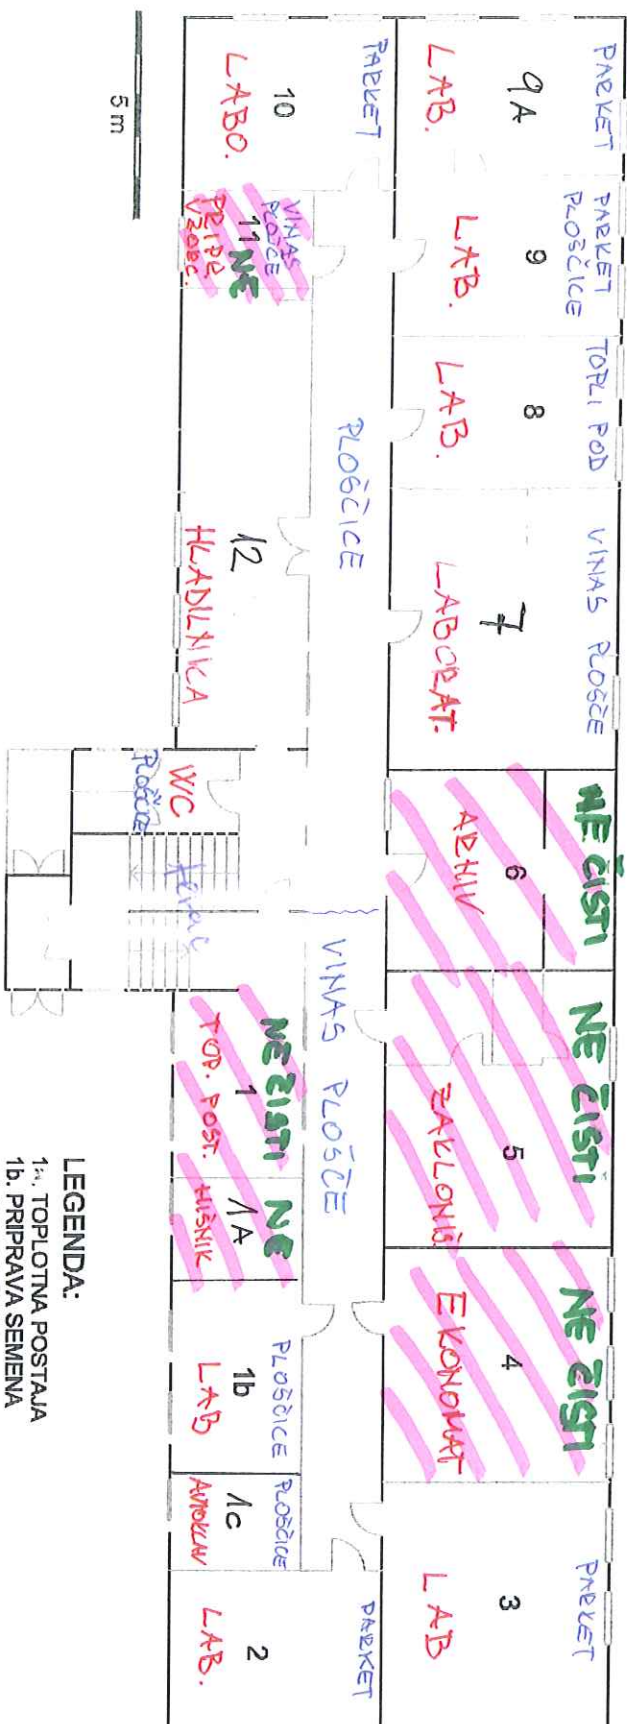 PARKET
9A
LAB.
PARKET
PLOŠČICE
9
LAB.
TOPLI POD
8
LAB.
VINAS PLOŠČE
7
LABORAT.
NE ČISTI
6
ARHIV
NE ČISTI
5
ZAKLONIŠ.
NE ČISTI
4
EKONOMAT
PARKET
3
LAB
PLOŠČICE
VINAS PLOŠČE
PARKET
10
LABO.
VINAS
PLOŠČE
11 NE
PRIPR.
VZORC.
12
HLADILNICA
WC
PLOŠČICE
NE ČISTI
1
TOP. POST.
NE
1A
HIŠNIK
PLOŠČICE
1b
LAB
PLOŠČICE
1c
AVTOKLAV
PARKET
2
LAB.
5 m
LEGENDA:
1a. TOPLOTNA POSTAJA
1b. PRIPRAVA SEMENA